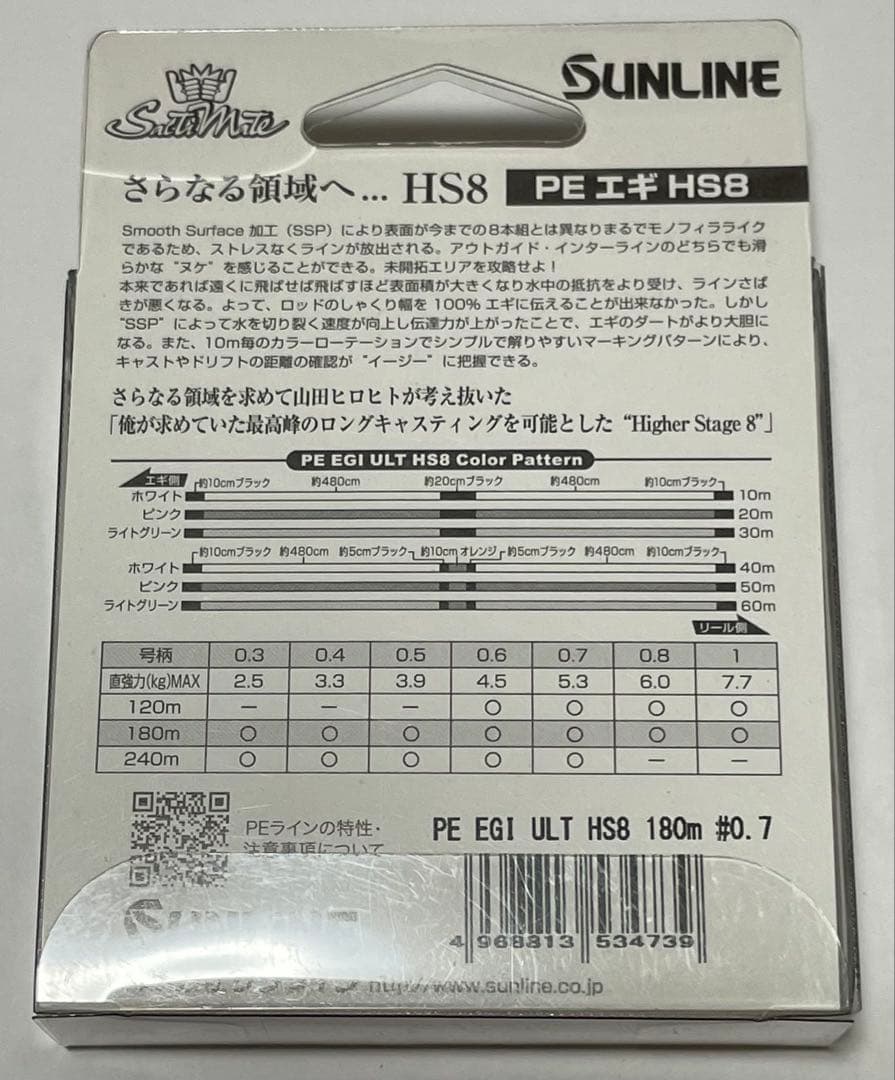 SaltiMate
SUNLINE
さらなる領域へ... HS8 PE エギ HS8
Smooth Surface 加工（SSP）により表面が今までの8本組とは異なりまるでモノフィラライク
であるため、ストレスなくラインが放出される。アウトガイド・インターラインのどちらでも滑
らかな “ヌケ” を感じることができる。未開拓エリアを攻略せよ！
本来であれば遠くに飛ばせば飛ばすほど表面積が大きくなり水中の抵抗をより受け、ラインさば
きが悪くなる。よって、ロッドのしゃくり幅を 100% エギに伝えることが出来なかった。しかし
“SSP” によって水を切り裂く速度が向上し伝達力が上がったことで、エギのダートがより大胆に
なる。また、10m毎のカラーローテーションでシンプルで解りやすいマーキングパターンにより、
キャストやドリフトの距離の確認が “イージー” に把握できる。
さらなる領域を求めて山田ヒロヒトが考え抜いた
「俺が求めていた最高峰のロングキャスティングを可能とした “Higher Stage 8”」
PE EGI ULT HS8 Color Pattern
エギ側 約10cmブラック 約480cm 約20cmブラック 約480cm 約10cmブラック
ホワイト 10m
ピンク 20m
ライトグリーン 30m
約10cmブラック 約480cm 約5cmブラック 約10cm オレンジ 約5cmブラック 約480cm 約10cmブラック
ホワイト 40m
ピンク 50m
ライトグリーン 60m
リール側
号柄 0.3 0.4 0.5 0.6 0.7 0.8 1
直強力(kg)MAX 2.5 3.3 3.9 4.5 5.3 6.0 7.7
120m － － － ○ ○ ○ ○
180m ○ ○ ○ ○ ○ ○ ○
240m ○ ○ ○ ○ ○ － －
PEラインの特性・
注意事項について
PE EGI ULT HS8 180m #0.7
SUNLINE
4 968813 534739
http://www.sunline.co.jp